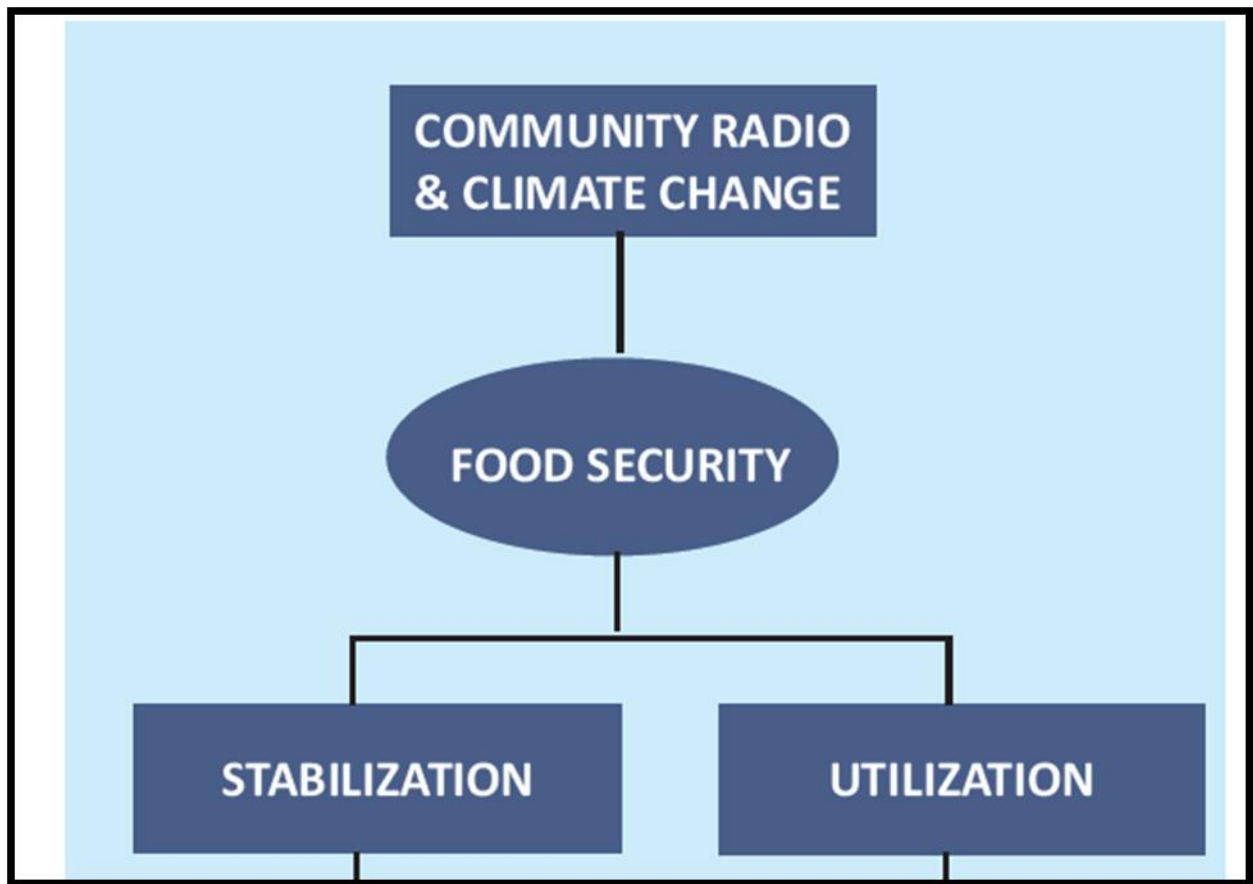 COMMUNITY RADIO
& CLIMATE CHANGE
FOOD SECURITY
STABILIZATION
UTILIZATION